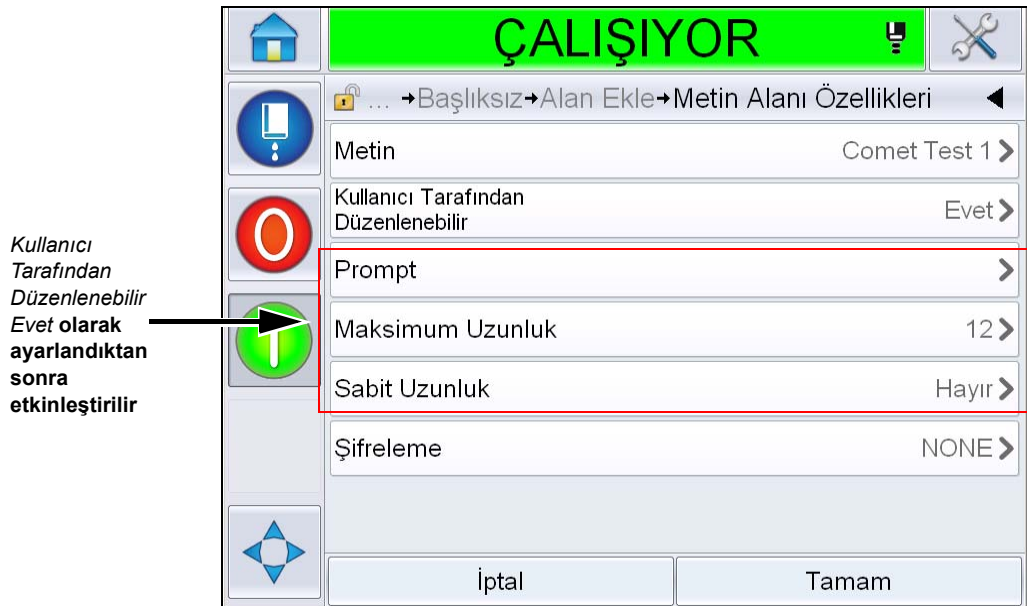 ÇALIŞIYOR
... →Başlıksız→Alan Ekle→Metin Alanı Özellikleri
Metin Comet Test 1
Kullanıcı Tarafından
Düzenlenebilir Evet
Prompt
Maksimum Uzunluk 12
Sabit Uzunluk Hayır
Şifreleme NONE
İptal Tamam
Kullanıcı
Tarafından
Düzenlenebilir
Evet olarak
ayarlandıktan
sonra
etkinleştirilir